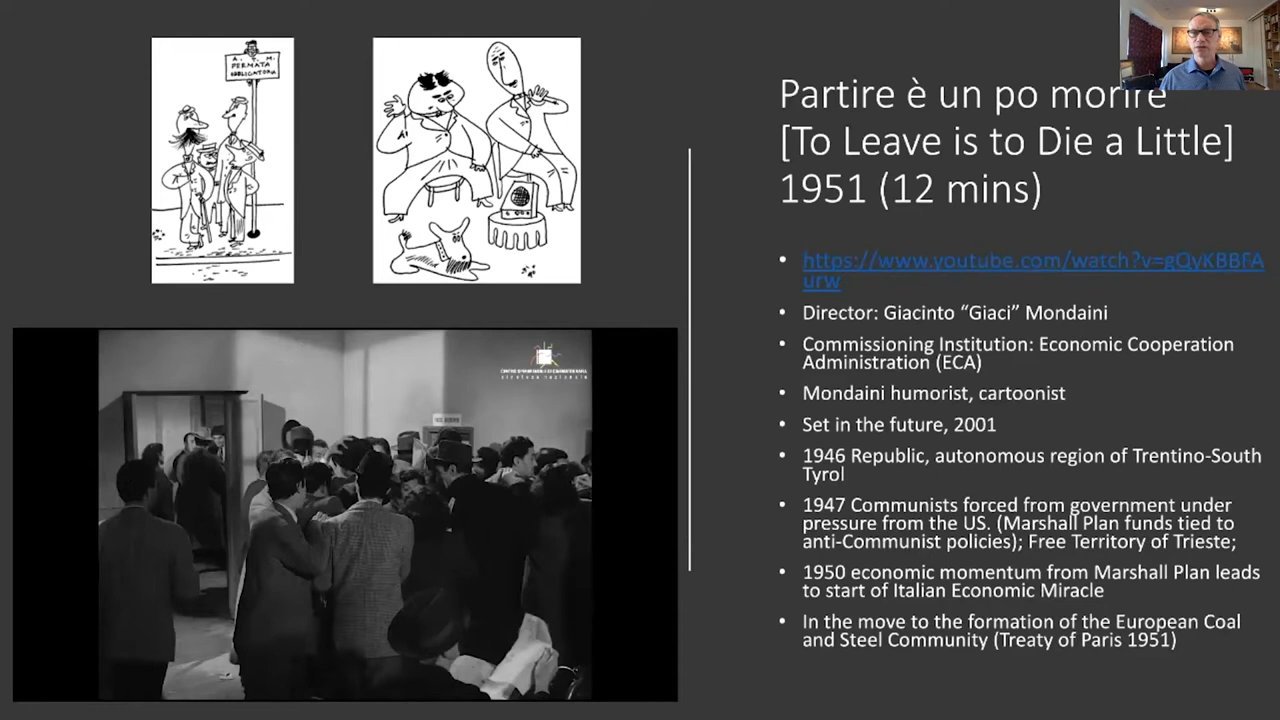 A. T. M.
FERMATA
OBBLIGATORIA
Partire è un po morire
[To Leave is to Die a Little]
1951 (12 mins)
• https://www.youtube.com/watch?v=gQyKBBFA
urw
• Director: Giacinto “Giaci” Mondaini
• Commissioning Institution: Economic Cooperation
Administration (ECA)
• Mondaini humorist, cartoonist
• Set in the future, 2001
• 1946 Republic, autonomous region of Trentino-South
Tyrol
• 1947 Communists forced from government under
pressure from the US. (Marshall Plan funds tied to
anti-Communist policies); Free Territory of Trieste;
• 1950 economic momentum from Marshall Plan leads
to start of Italian Economic Miracle
• In the move to the formation of the European Coal
and Steel Community (Treaty of Paris 1951)